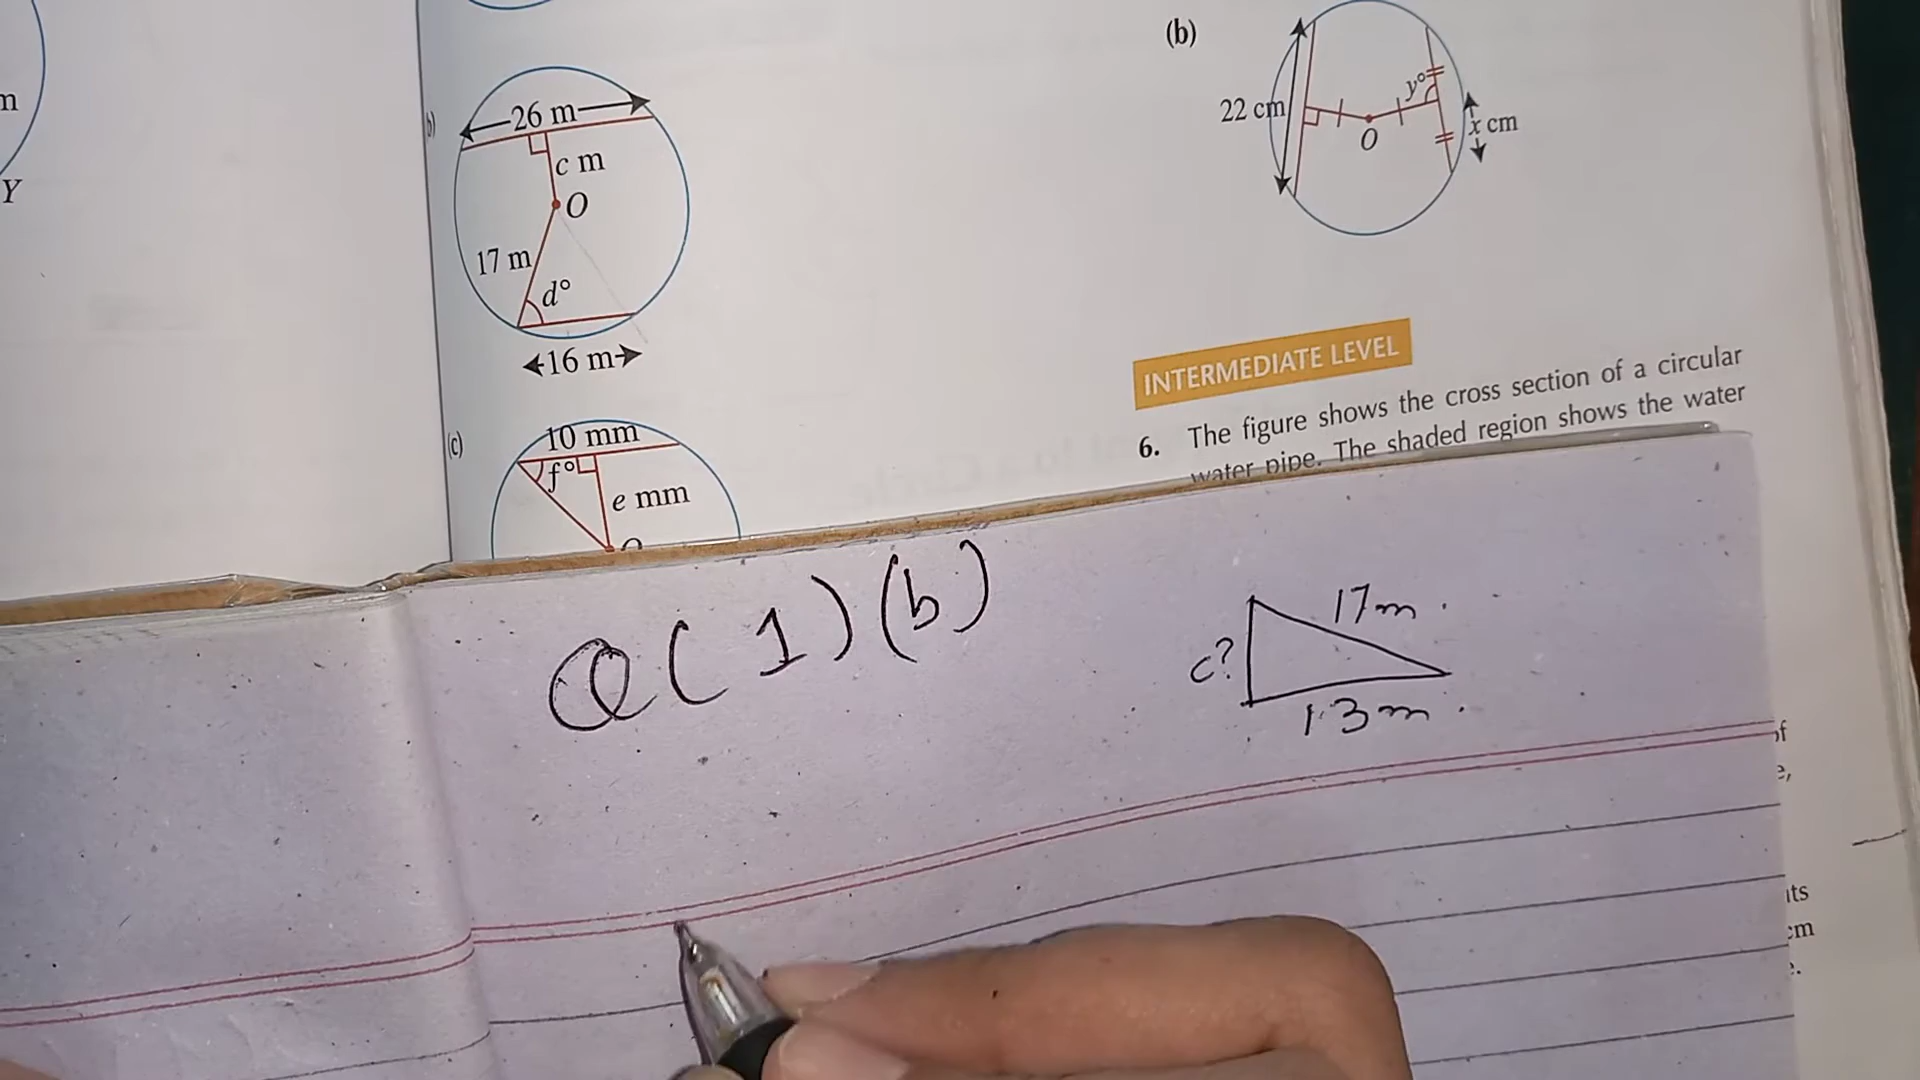 m
Y
b)
26 m
c m
O
17 m
d°
16 m
(c)
10 mm
f°
e mm
O
(b)
22 cm
y°
O
x cm
INTERMEDIATE LEVEL
6. The figure shows the cross section of a circular
water pipe. The shaded region shows the water
Q(1)(b)
17m.
c?
13m.
of
e,
its
cm
e.